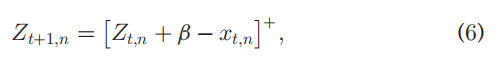 Z_{t+1,n} = [Z_{t,n} + β − x_{t,n}]^+, (6)